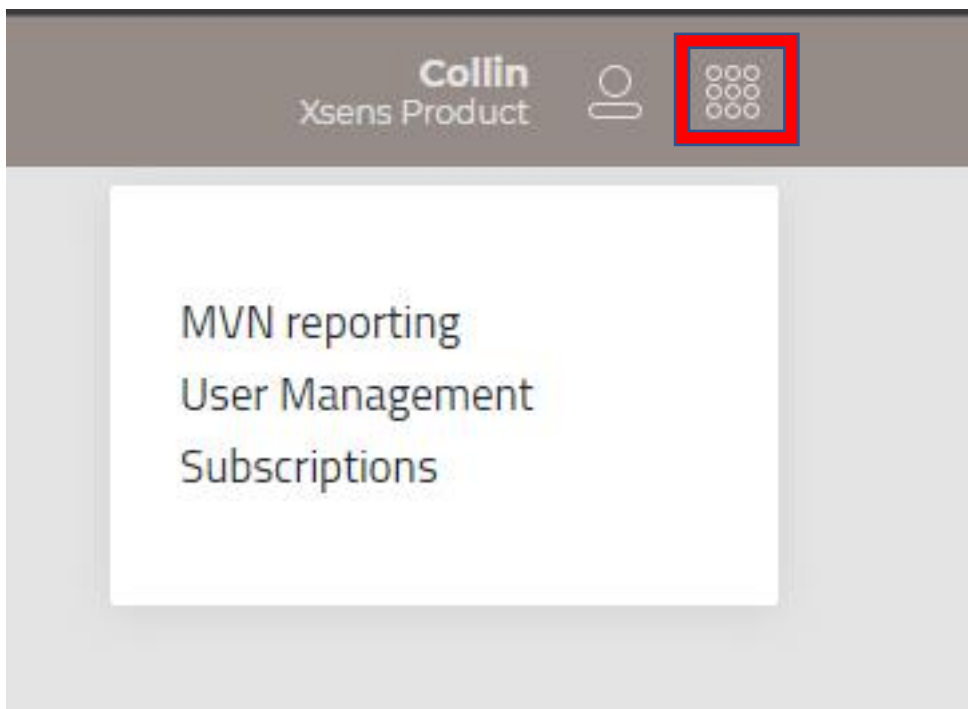 Collin
Xsens Product
MVN reporting
User Management
Subscriptions